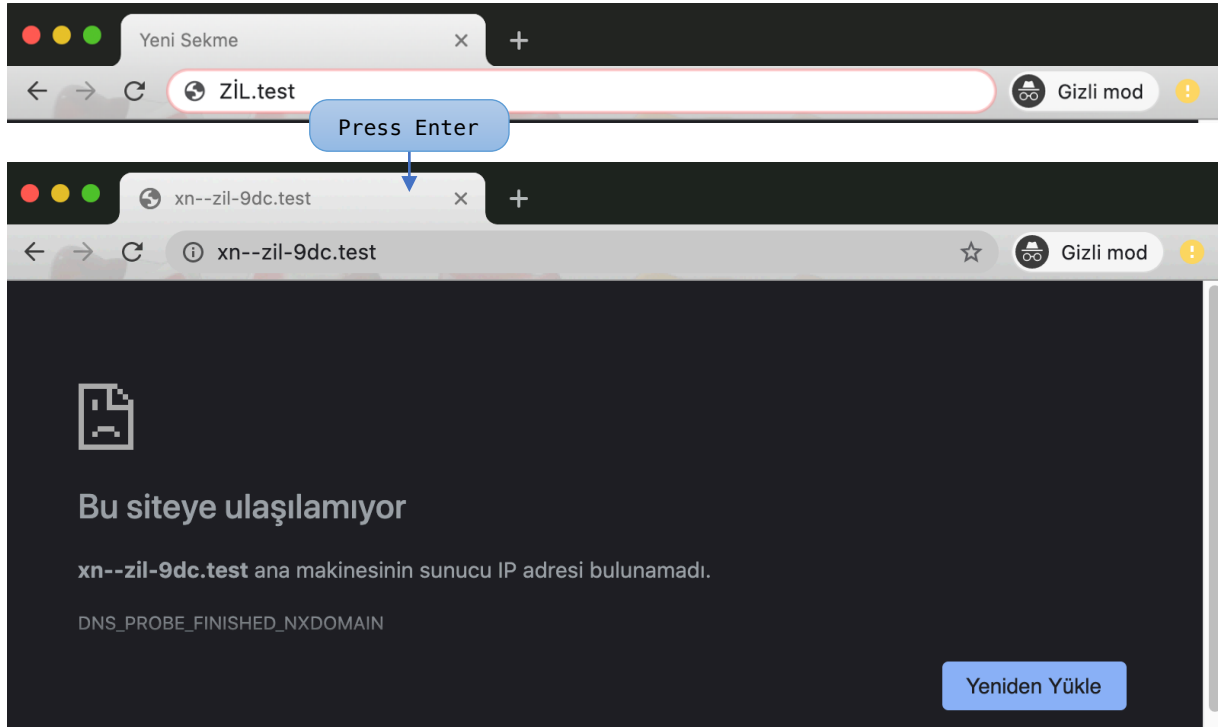 Yeni Sekme
ZİL.test
Gizli mod
Press Enter
xn--zil-9dc.test
xn--zil-9dc.test
Gizli mod
Bu siteye ulaşılamıyor
xn--zil-9dc.test ana makinesinin sunucu IP adresi bulunamadı.
DNS_PROBE_FINISHED_NXDOMAIN
Yeniden Yükle